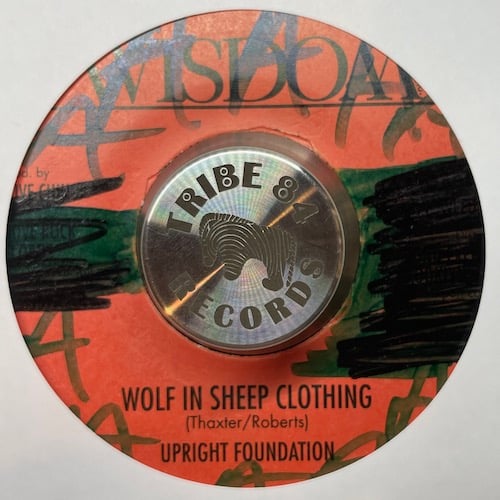 WISDOM
TRIBE 84
RECORDS
WOLF IN SHEEP CLOTHING
(Thaxter/Roberts)
UPRIGHT FOUNDATION